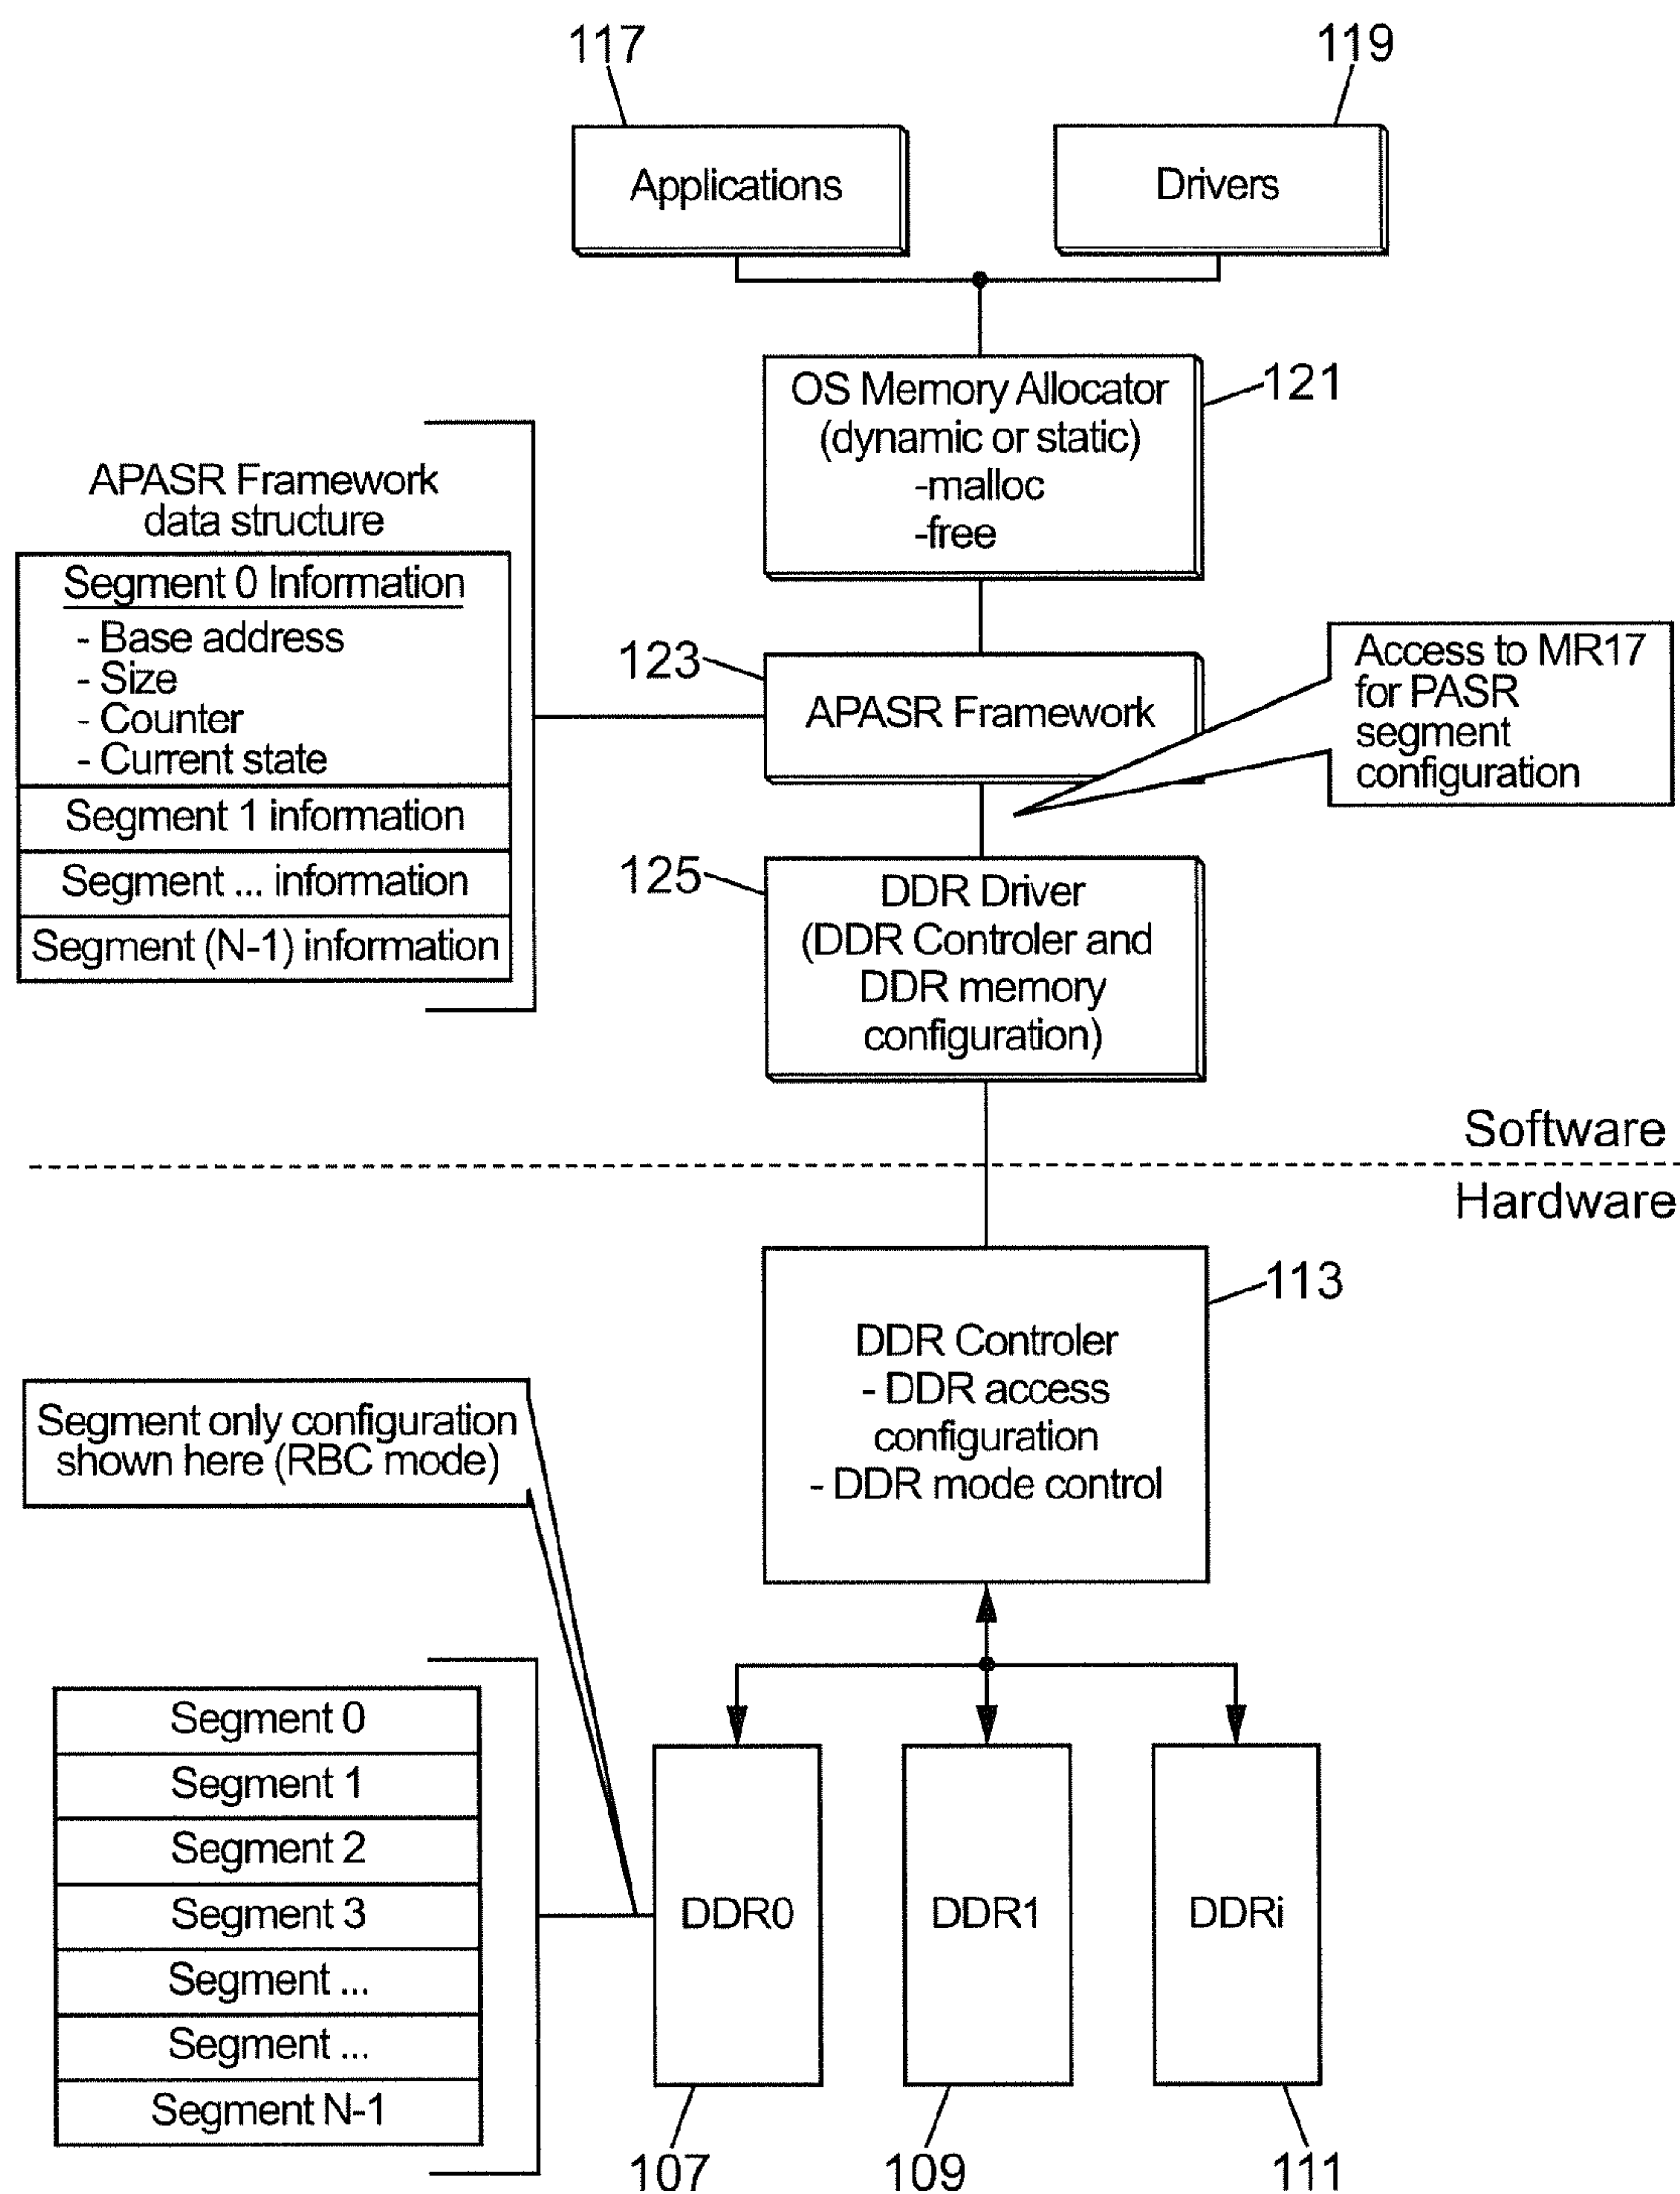 117
119
Applications
Drivers
OS Memory Allocator
(dynamic or static)
-malloc
-free
121
APASR Framework
data structure
Segment 0 Information
- Base address
- Size
- Counter
- Current state
Segment 1 information
Segment ... information
Segment (N-1) information
123
APASR Framework
Access to MR17
for PASR
segment
configuration
125
DDR Driver
(DDR Controler and
DDR memory
configuration)
Software
Hardware
113
DDR Controler
- DDR access
configuration
- DDR mode control
Segment only configuration
shown here (RBC mode)
Segment 0
Segment 1
Segment 2
Segment 3
Segment ...
Segment ...
Segment N-1
DDR0
DDR1
DDRi
107
109
111